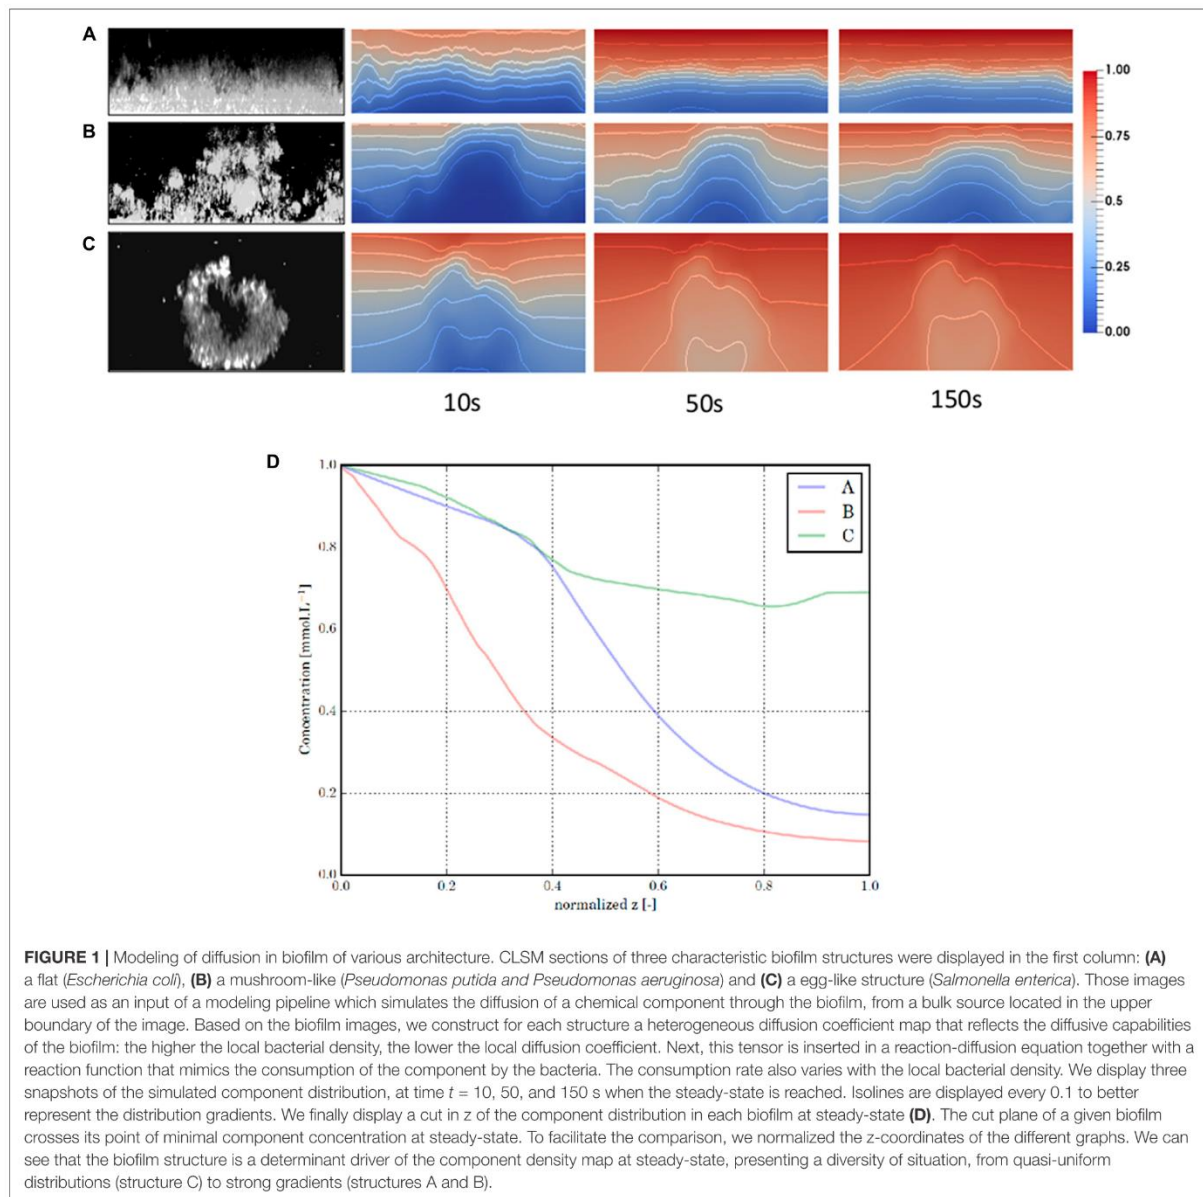 A
B
C
1.00
0.75
0.5
0.25
0.00
10s
50s
150s
D
1.0
0.8
0.6
0.4
0.2
0.0
Concentration [mmol.L⁻¹]
0.0 0.2 0.4 0.6 0.8 1.0
normalized z [-]
A
B
C
FIGURE 1 | Modeling of diffusion in biofilm of various architecture. CLSM sections of three characteristic biofilm structures were displayed in the first column: (A)
a flat (Escherichia coli), (B) a mushroom-like (Pseudomonas putida and Pseudomonas aeruginosa) and (C) a egg-like structure (Salmonella enterica). Those images
are used as an input of a modeling pipeline which simulates the diffusion of a chemical component through the biofilm, from a bulk source located in the upper
boundary of the image. Based on the biofilm images, we construct for each structure a heterogeneous diffusion coefficient map that reflects the diffusive capabilities
of the biofilm: the higher the local bacterial density, the lower the local diffusion coefficient. Next, this tensor is inserted in a reaction-diffusion equation together with a
reaction function that mimics the consumption of the component by the bacteria. The consumption rate also varies with the local bacterial density. We display three
snapshots of the simulated component distribution, at time t = 10, 50, and 150 s when the steady-state is reached. Isolines are displayed every 0.1 to better
represent the distribution gradients. We finally display a cut in z of the component distribution in each biofilm at steady-state (D). The cut plane of a given biofilm
crosses its point of minimal component concentration at steady-state. To facilitate the comparison, we normalized the z-coordinates of the different graphs. We can
see that the biofilm structure is a determinant driver of the component density map at steady-state, presenting a diversity of situation, from quasi-uniform
distributions (structure C) to strong gradients (structures A and B).